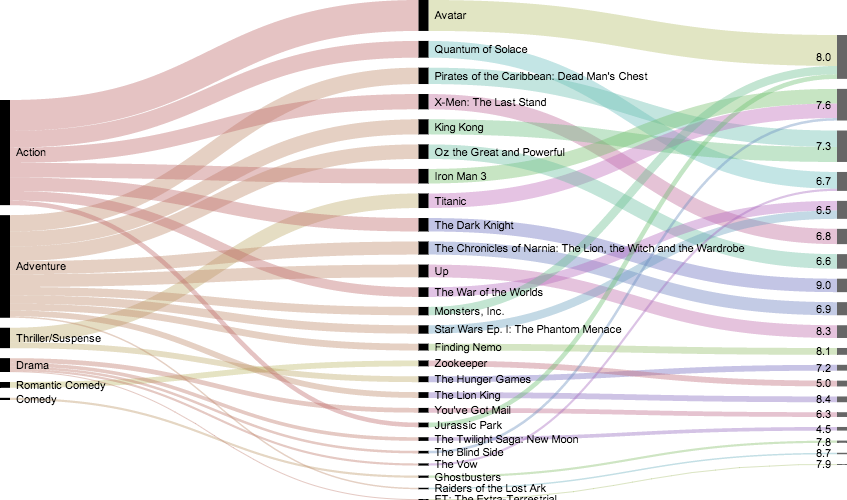 Action
Adventure
Thriller/Suspense
Drama
Romantic Comedy
Comedy
Avatar
Quantum of Solace
Pirates of the Caribbean: Dead Man's Chest
X-Men: The Last Stand
King Kong
Oz the Great and Powerful
Iron Man 3
Titanic
The Dark Knight
The Chronicles of Narnia: The Lion, the Witch and the Wardrobe
Up
The War of the Worlds
Monsters, Inc.
Star Wars Ep. I: The Phantom Menace
Finding Nemo
Zookeeper
The Hunger Games
The Lion King
You've Got Mail
Jurassic Park
The Twilight Saga: New Moon
The Blind Side
The Vow
Ghostbusters
Raiders of the Lost Ark
ET: The Extra-Terrestrial
8.0
7.6
7.3
6.7
6.5
6.8
6.6
9.0
6.9
8.3
8.1
7.2
5.0
8.4
6.3
4.5
7.8
8.7
7.9